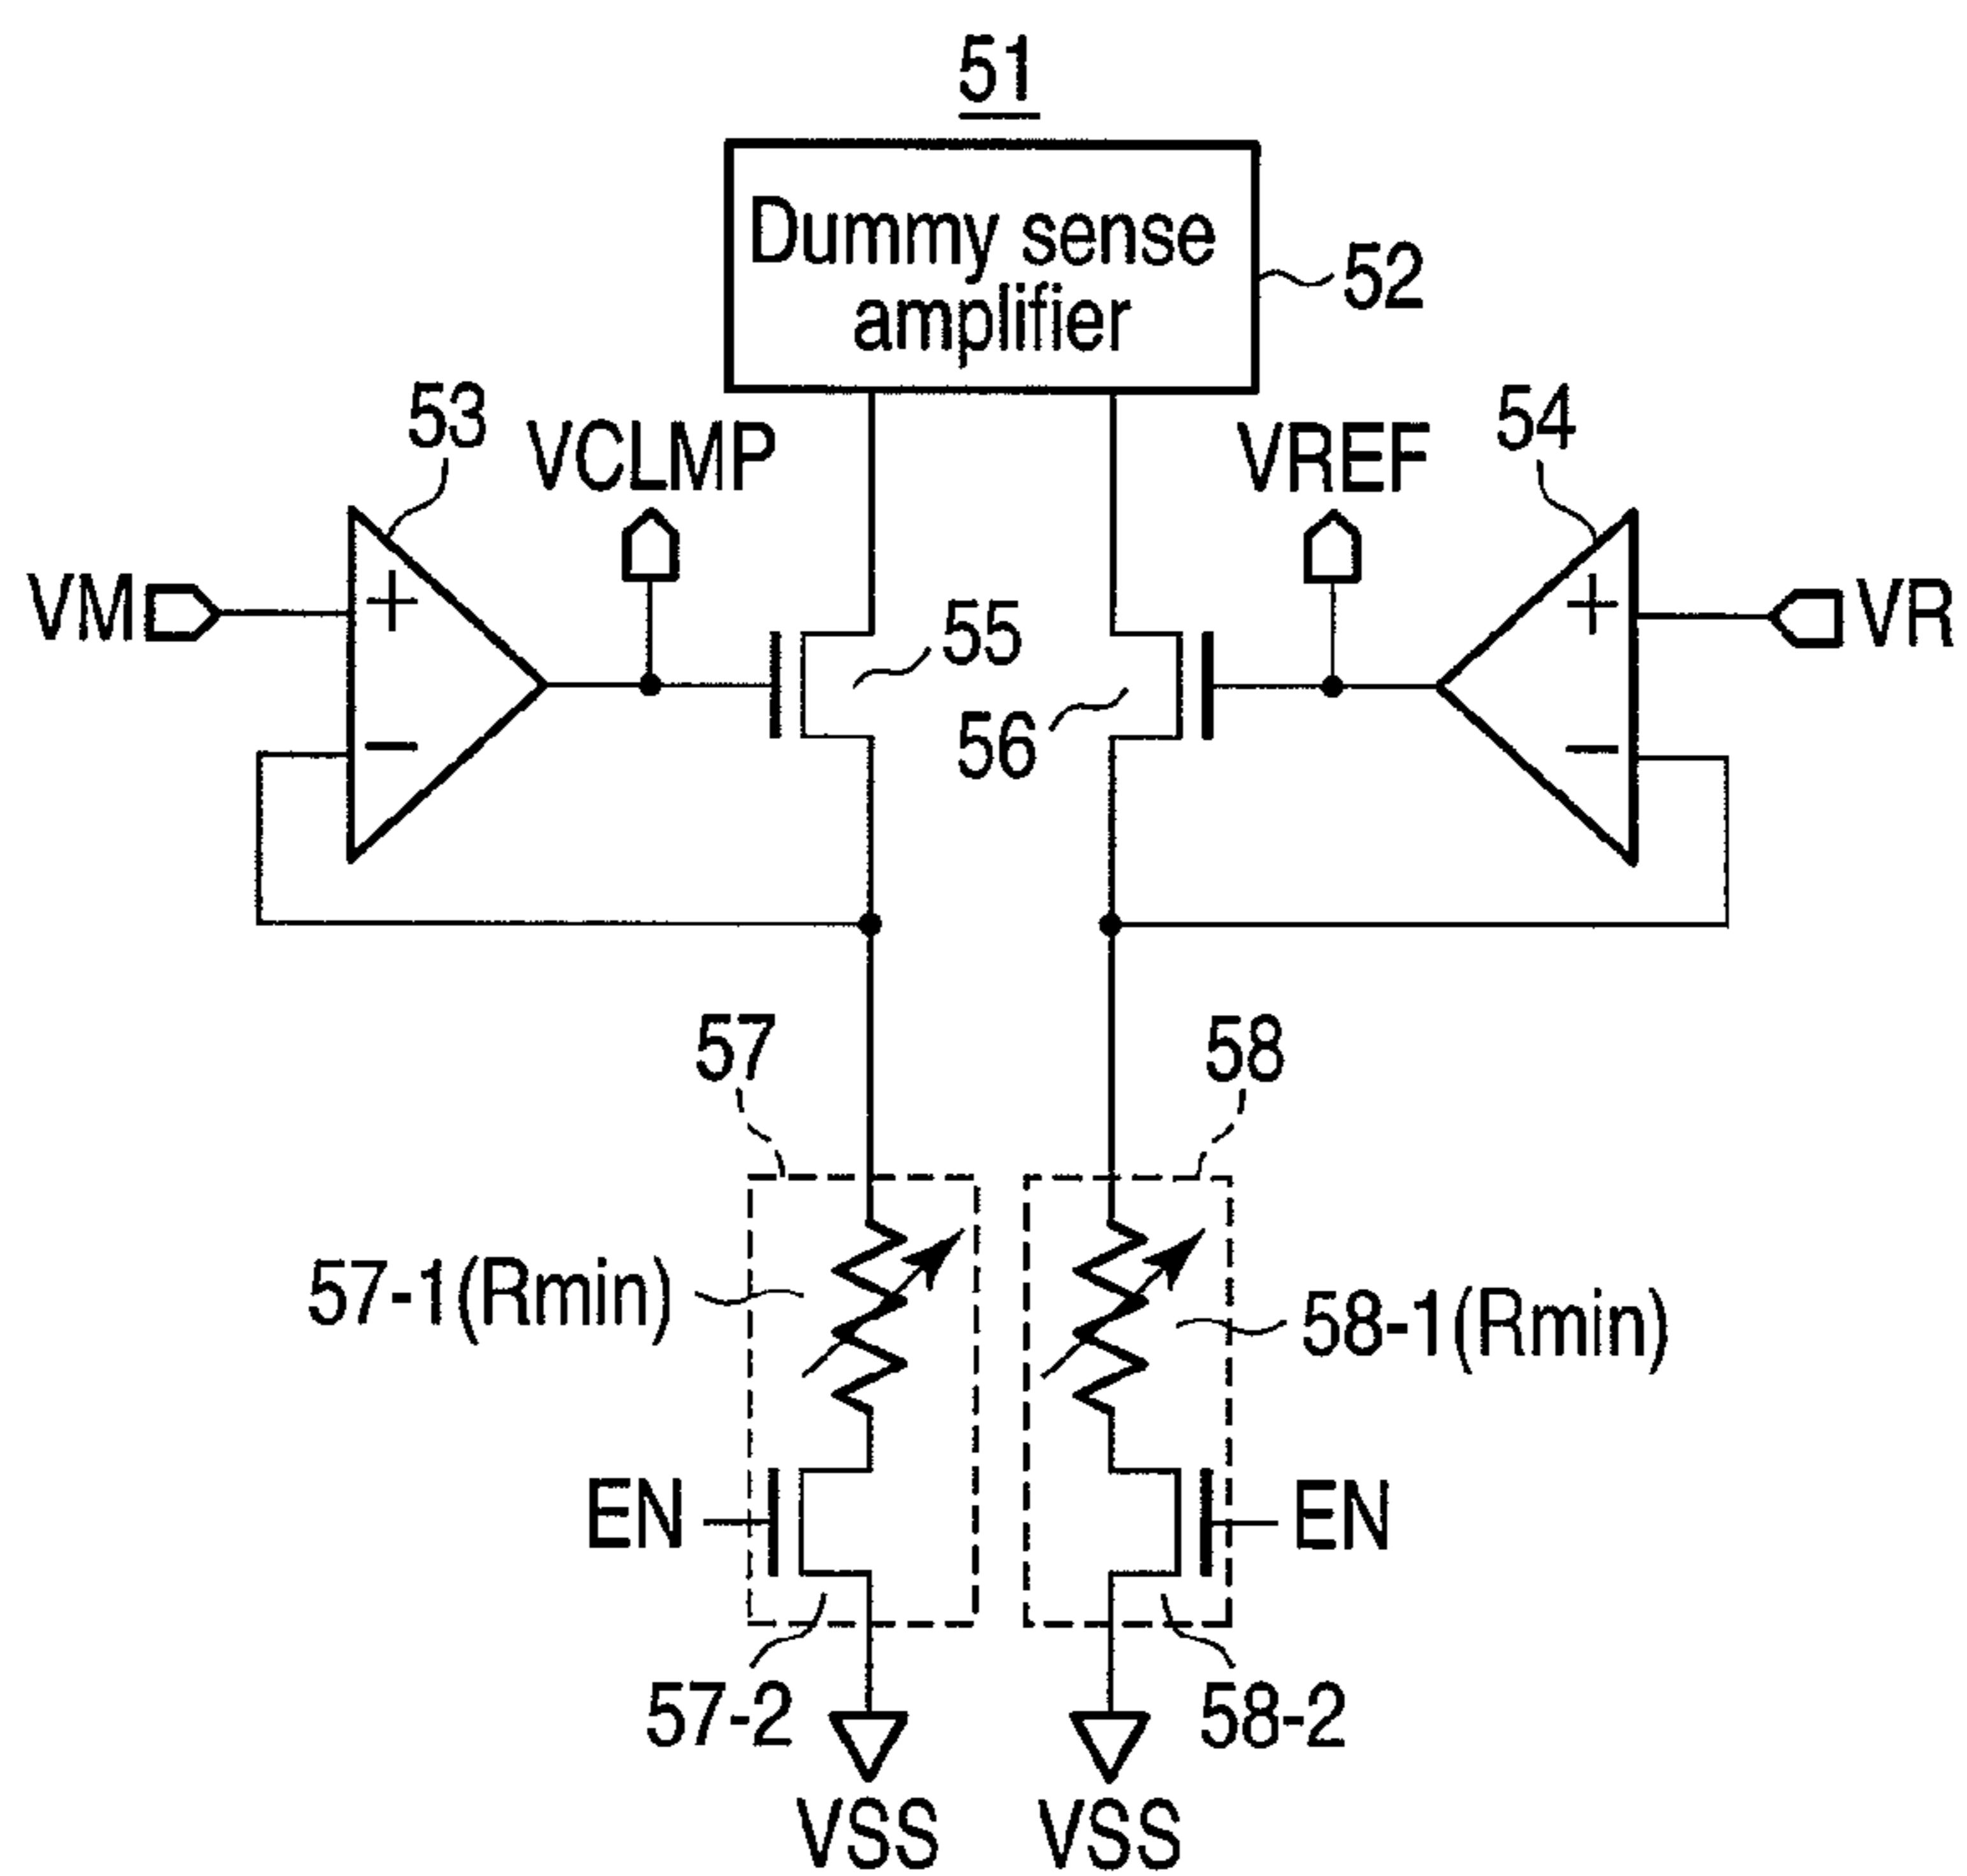 51
Dummy sense
amplifier
52
53
VCLMP
VREF
54
VM
+
+
VR
55
56
−
−
57
58
57-1(Rmin)
58-1(Rmin)
EN
EN
57-2
58-2
VSS
VSS